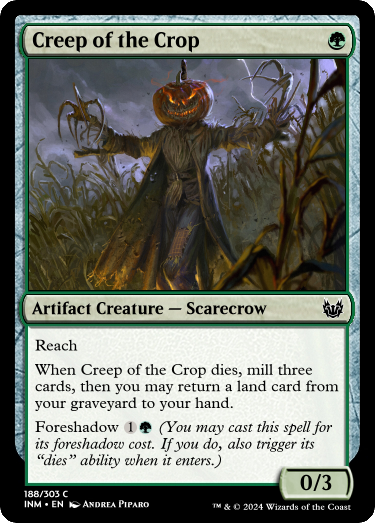 Creep of the Crop
Artifact Creature — Scarecrow
Reach
When Creep of the Crop dies, mill three
cards, then you may return a land card from
your graveyard to your hand.
Foreshadow 1 (You may cast this spell for
its foreshadow cost. If you do, also trigger its
“dies” ability when it enters.)
0/3
188/303 C
INM • EN Andrea Piparo
™ & © 2024 Wizards of the Coast